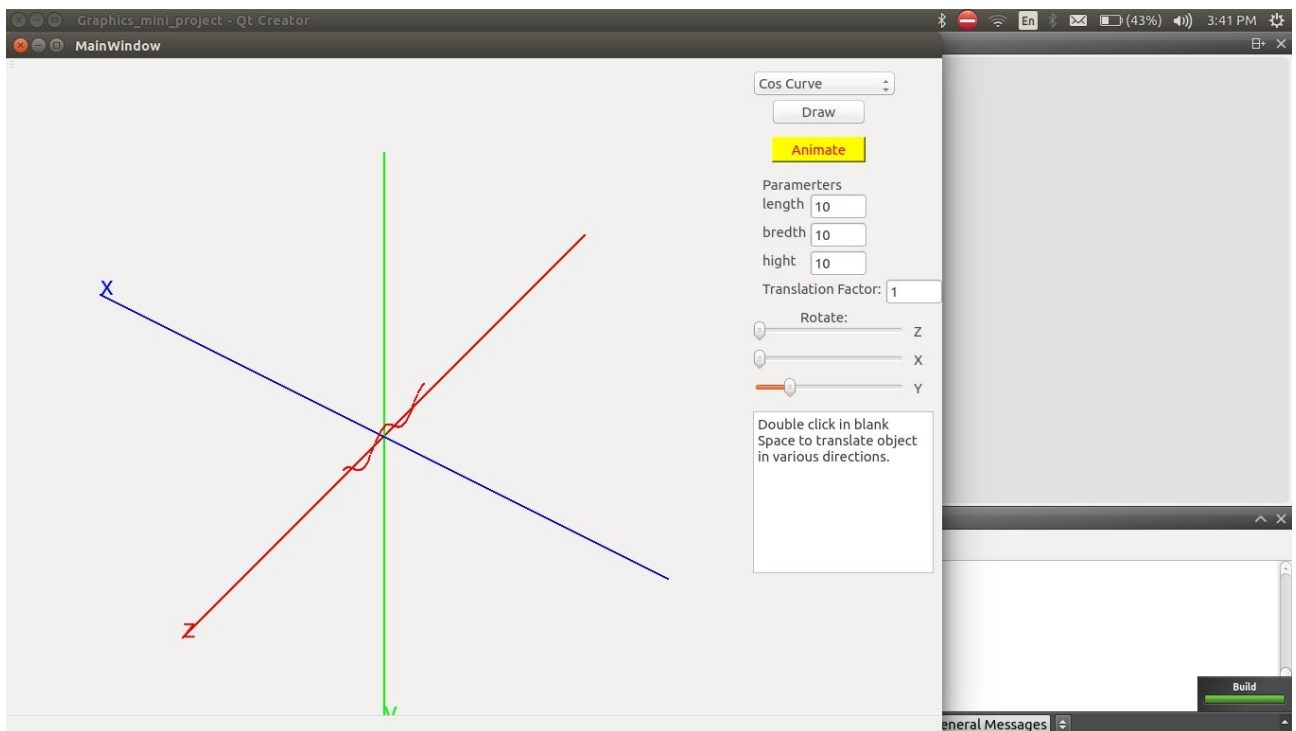 Graphics_mini_project - Qt Creator
En
(43%)
3:41 PM
MainWindow
Cos Curve
Draw
Animate
Paramerters
length 10
bredth 10
hight 10
Translation Factor: 1
Rotate:
Z
X
Y
Double click in blank
Space to translate object
in various directions.
X
Z
Y
Build
eneral Messages